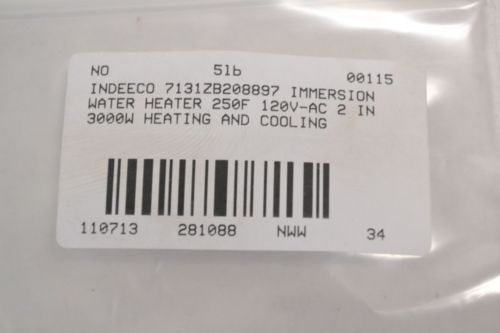 NO 5lb 00115
INDEECO 7131ZB208897 IMMERSION
WATER HEATER 250F 120V-AC 2 IN
3000W HEATING AND COOLING
110713 281088 NWW 34